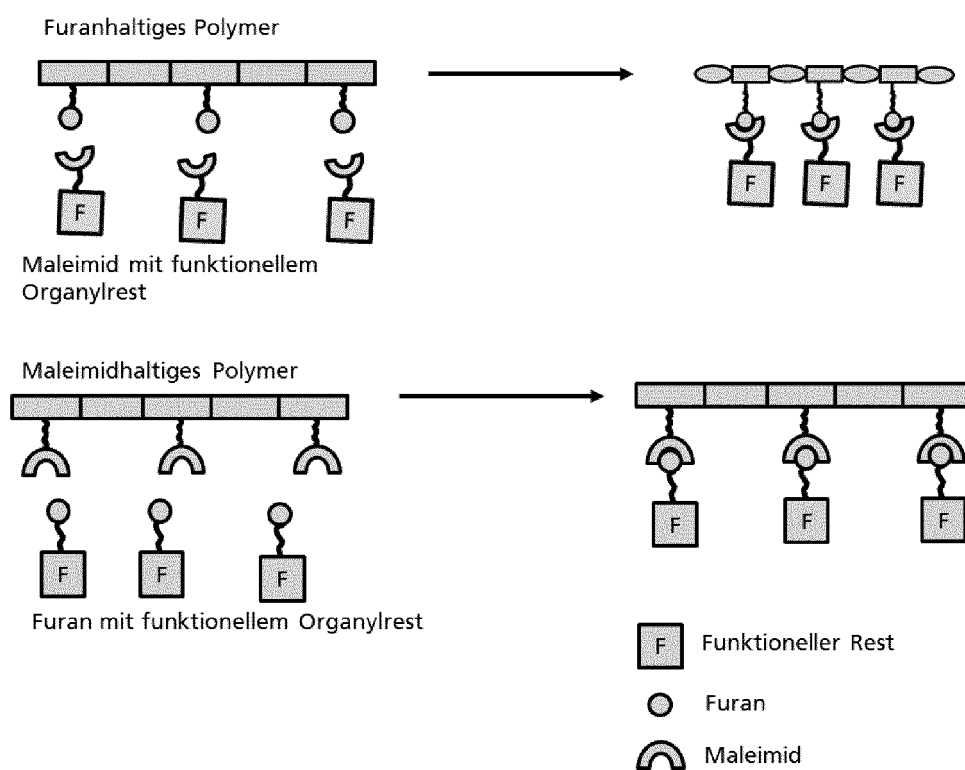 Furanhaltiges Polymer
F F F
F F F
Maleimid mit funktionellem
Organylrest
Maleimidhaltiges Polymer
F F F
F F F
Furan mit funktionellem Organylrest
F Funktioneller Rest
Furan
Maleimid